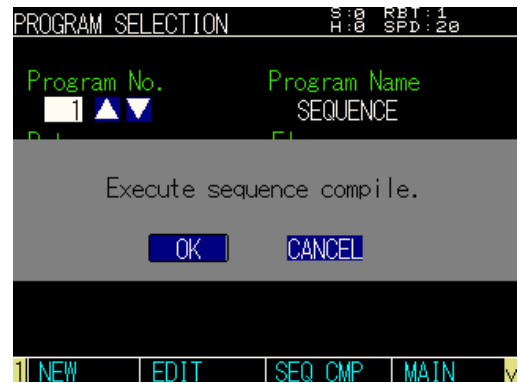 PROGRAM SELECTION
S:0 RBT:1
H:0 SPD:20
Program No. Program Name
1 SEQUENCE
Execute sequence compile.
OK CANCEL
1 NEW EDIT SEQ CMP MAIN